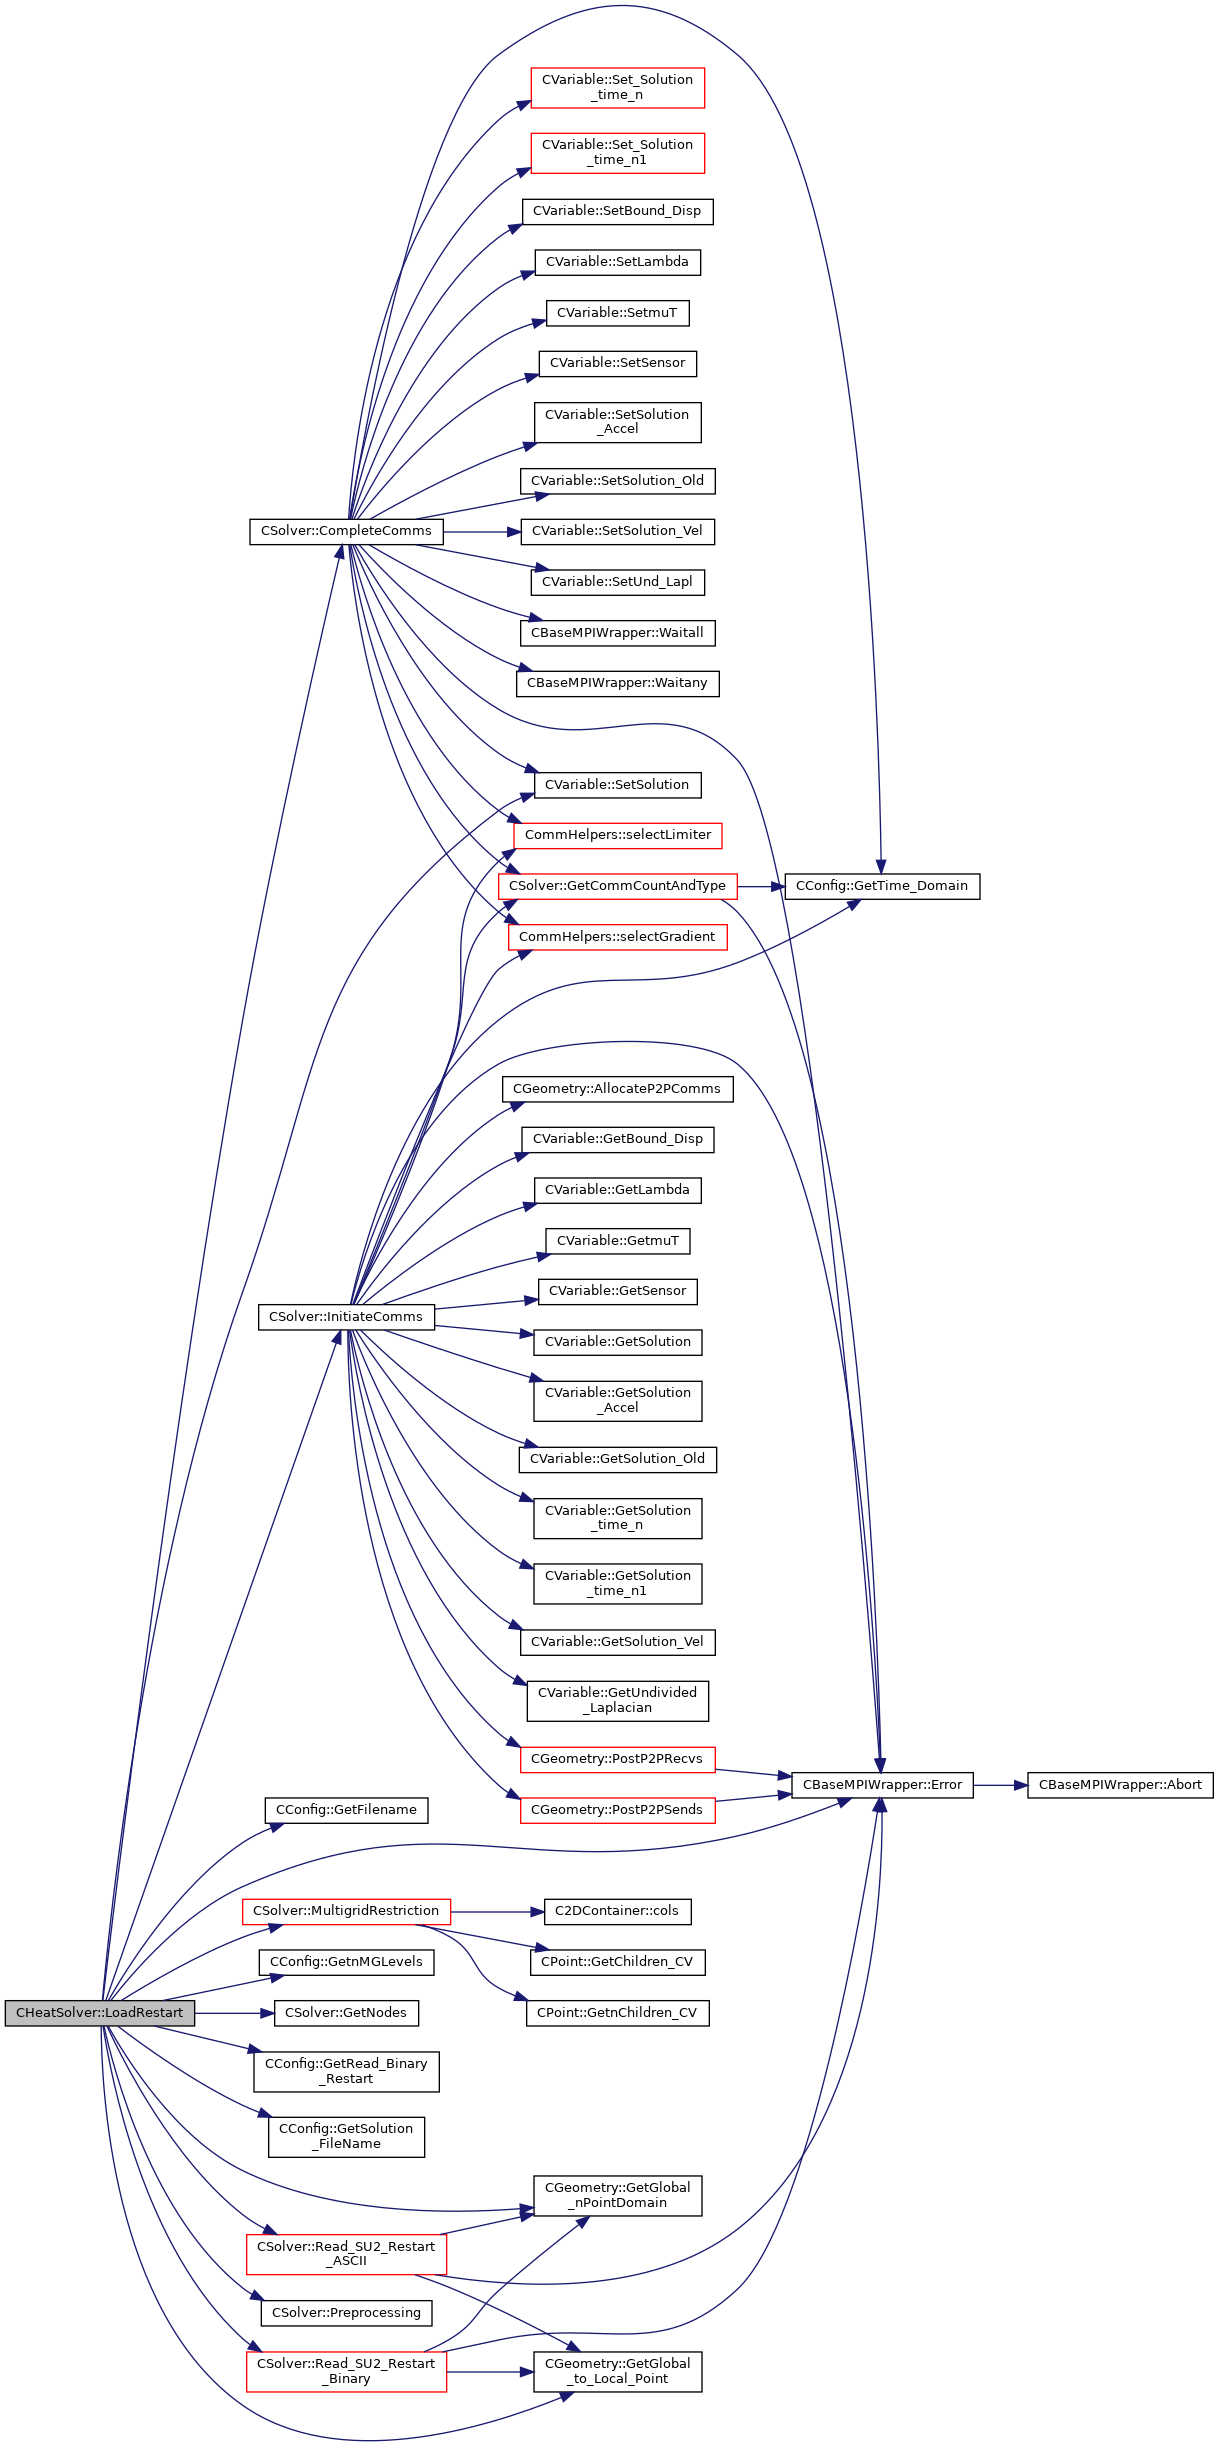 CVariable::Set_Solution
_time_n
CVariable::Set_Solution
_time_n1
CVariable::SetBound_Disp
CVariable::SetLambda
CVariable::SetmuT
CVariable::SetSensor
CVariable::SetSolution
_Accel
CVariable::SetSolution_Old
CSolver::CompleteComms
CVariable::SetSolution_Vel
CVariable::SetUnd_Lapl
CBaseMPIWrapper::Waitall
CBaseMPIWrapper::Waitany
CVariable::SetSolution
CommHelpers::selectLimiter
CSolver::GetCommCountAndType
CConfig::GetTime_Domain
CommHelpers::selectGradient
CGeometry::AllocateP2PComms
CVariable::GetBound_Disp
CVariable::GetLambda
CVariable::GetmuT
CVariable::GetSensor
CSolver::InitiateComms
CVariable::GetSolution
CVariable::GetSolution
_Accel
CVariable::GetSolution_Old
CVariable::GetSolution
_time_n
CVariable::GetSolution
_time_n1
CVariable::GetSolution_Vel
CVariable::GetUndivided
_Laplacian
CGeometry::PostP2PRecvs
CBaseMPIWrapper::Error
CBaseMPIWrapper::Abort
CConfig::GetFilename
CGeometry::PostP2PSends
CSolver::MultigridRestriction
C2DContainer::cols
CConfig::GetnMGLevels
CPoint::GetChildren_CV
CHeatSolver::LoadRestart
CSolver::GetNodes
CPoint::GetnChildren_CV
CConfig::GetRead_Binary
_Restart
CConfig::GetSolution
_FileName
CGeometry::GetGlobal
_nPointDomain
CSolver::Read_SU2_Restart
_ASCII
CSolver::Preprocessing
CSolver::Read_SU2_Restart
_Binary
CGeometry::GetGlobal
_to_Local_Point